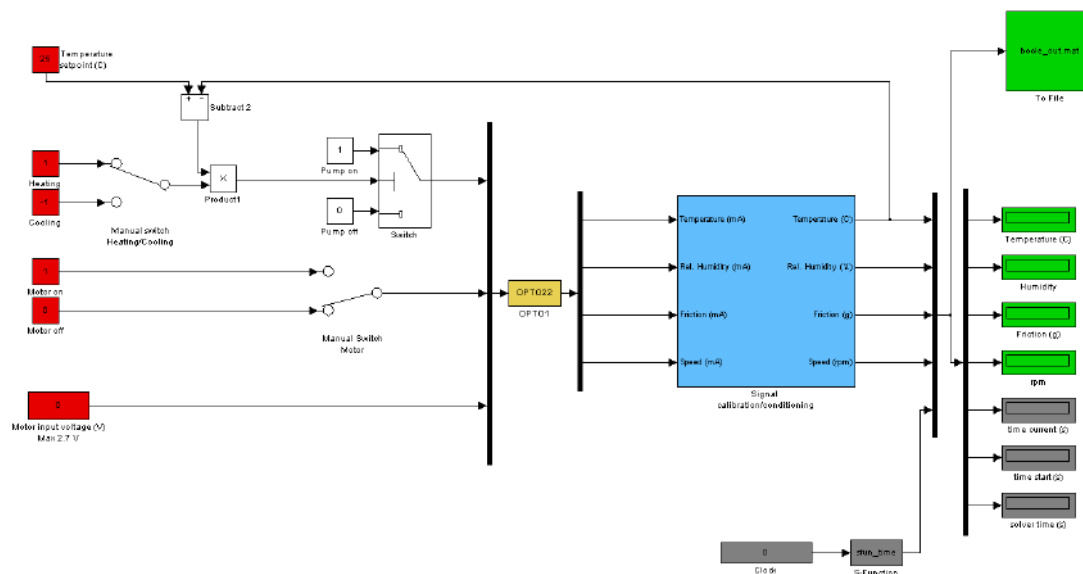 Temperature
setpoint (C)
+ −
Subtract 2
1
Heating
-1
Cooling
Manual switch
Heating/Cooling
X
Product1
1
Pump on
0
Pump off
Switch
1
Motor on
0
Motor off
Manual Switch
Motor
0
Motor input voltage (V)
Max 2.7 V
OPTO22
OPTO1
Temperature (mA)
Temperature (C)
Rel. Humidity (mA)
Rel. Humidity (%)
Friction (mA)
Friction (g)
Speed (mA)
Speed (rpm)
Signal
calibration/conditioning
0
Clock
sfun_time
S-Function
boole_out.mat
To File
Temperature (C)
Humidity
Friction (g)
rpm
time current (s)
time start (s)
solver time (s)